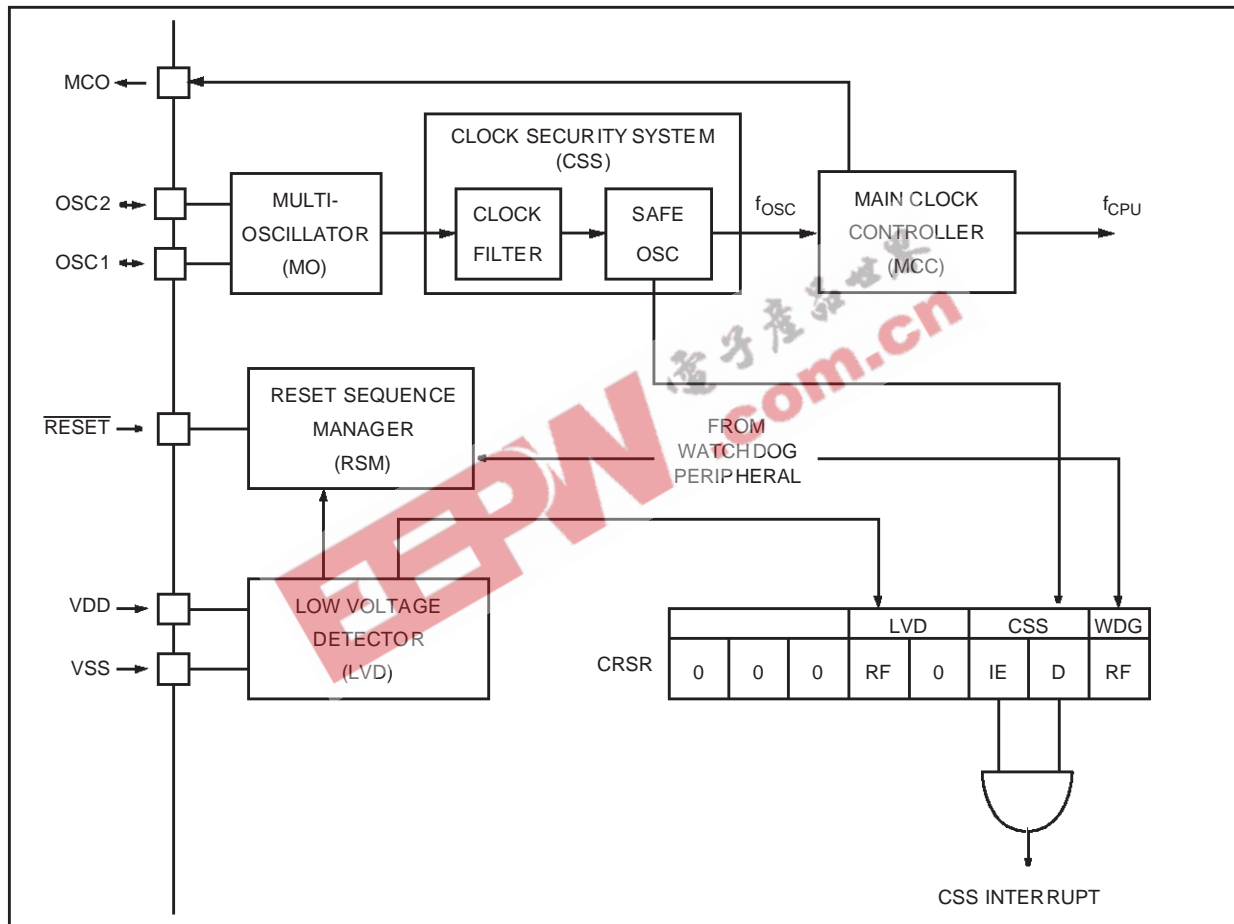 MCO
CLOCK SECURITY SYSTEM
(CSS)
OSC2
OSC1
MULTI-
OSCILLATOR
(MO)
CLOCK
FILTER
SAFE
OSC
fOSC
MAIN CLOCK
CONTROLLER
(MCC)
fCPU
電子產品世界
.com.cn
EEPW
RESET
RESET SEQUENCE
MANAGER
(RSM)
FROM
WATCHDOG
PERIPHERAL
VDD
VSS
LOW VOLTAGE
DETECTOR
(LVD)
LVD CSS WDG
CRSR 0 0 0 RF 0 IE D RF
CSS INTERRUPT